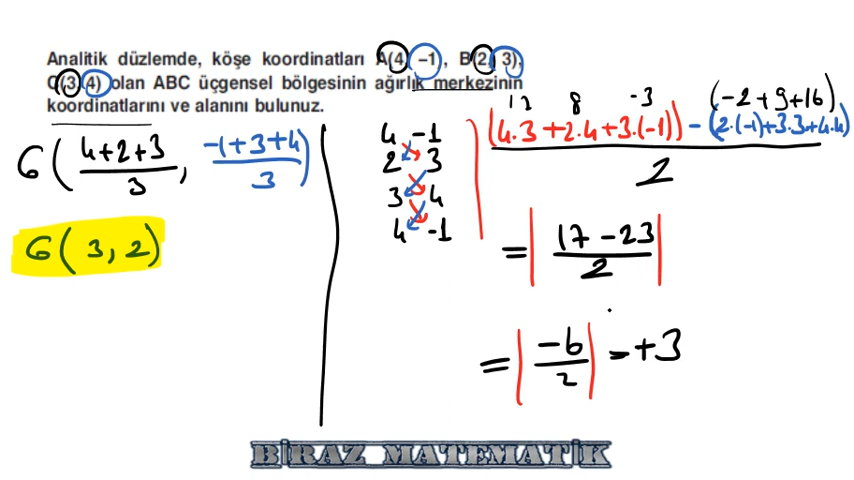 Analitik düzlemde, köşe koordinatları A(4, −1), B(2, 3),
C(3, 4) olan ABC üçgensel bölgesinin ağırlık merkezinin
koordinatlarını ve alanını bulunuz.
G( 4+2+3 / 3 , -1+3+4 / 3 )
G( 3, 2)
4 -1
2 3
3 4
4 -1
12 8 -3 (-2+9+16)
(4.3+2.4+3.(-1)) - (2.(-1)+3.3+4.4)
2
= | 17-23 / 2 |
= | -6 / 2 | = +3
BİRAZ MATEMATİK